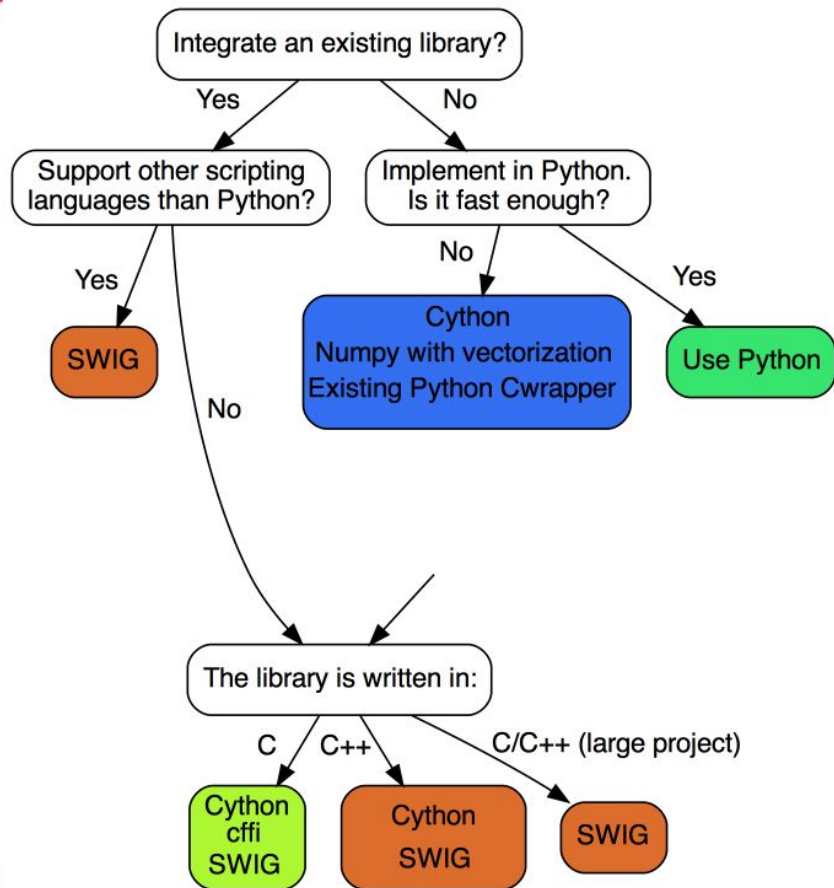 Integrate an existing library?
Yes
No
Support other scripting
languages than Python?
Implement in Python.
Is it fast enough?
Yes
No
Yes
SWIG
No
Cython
Numpy with vectorization
Existing Python Cwrapper
Use Python
The library is written in:
C
C++
C/C++ (large project)
Cython
cffi
SWIG
Cython
SWIG
SWIG